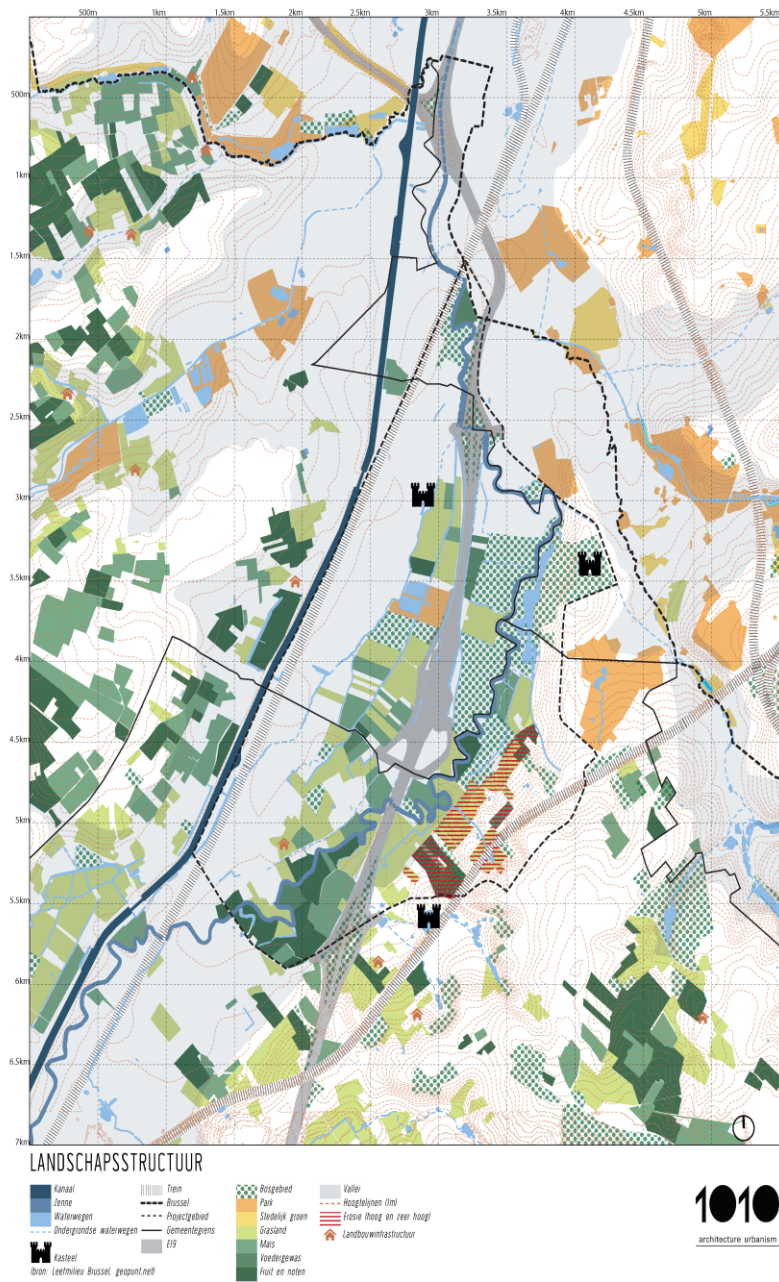 500m 1km 1.5km 2km 2.5km 3km 3.5km 4km 4.5km 5km 5.5km
500m
1km
1.5km
2km
2.5km
3km
3.5km
4km
4.5km
5km
5.5km
6km
6.5km
7km
LANDSCHAPSSTRUCTUUR
Kanaal
Zenne
Waterwegen
Ondergrondse waterwegen
Kasteel
(bron: Leefmilieu Brussel, geopunt.net)
Trein
Brussel
Projectgebied
Gemeentegrens
E19
Bosgebied
Park
Stedelijk groen
Grasland
Mais
Voedergewas
Fruit en noten
Vallei
Hoogtelijnen (1m)
Erosie (hoog en zeer hoog)
Landbouwinfrastructuur
1010
architecture urbanism